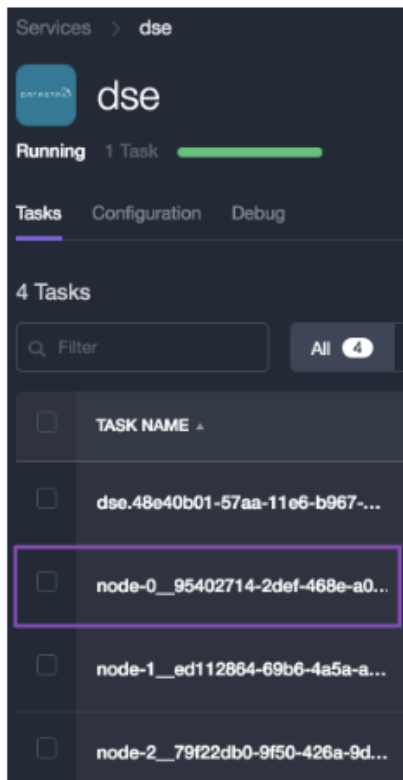 Services > dse
DATASTAX
dse
Running 1 Task
Tasks Configuration Debug
4 Tasks
Filter
All 4
TASK NAME
dse.48e40b01-57aa-11e6-b967-...
node-0__95402714-2def-468e-a0...
node-1__ed112864-69b6-4a5a-a...
node-2__79f22db0-9f50-426a-9d...